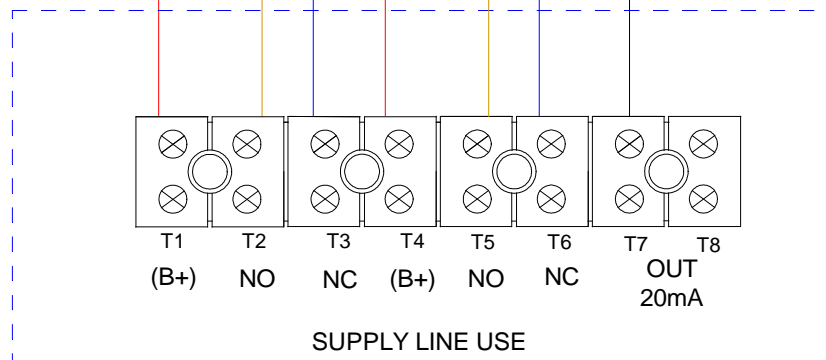 T1 T2 T3 T4 T5 T6 T7 T8
(B+) NO NC (B+) NO NC OUT
20mA
SUPPLY LINE USE